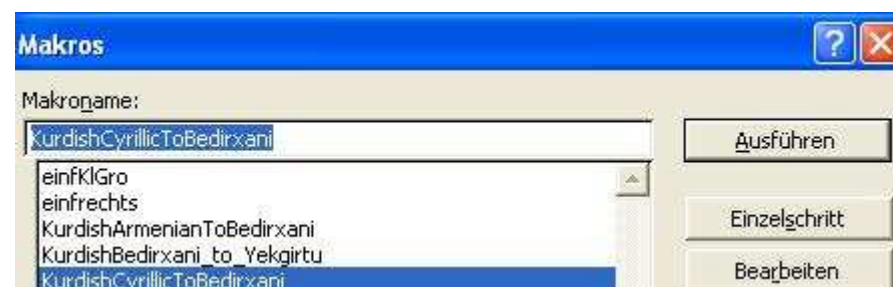 Makros
Makroname:
KurdishCyrillicToBedirxani
Ausführen
einfKlGro
einfrechts
KurdishArmenianToBedirxani
Einzelschritt
KurdishBedirxani_to_Yekgirtu
KurdishCyrillicToBedirxani
Bearbeiten